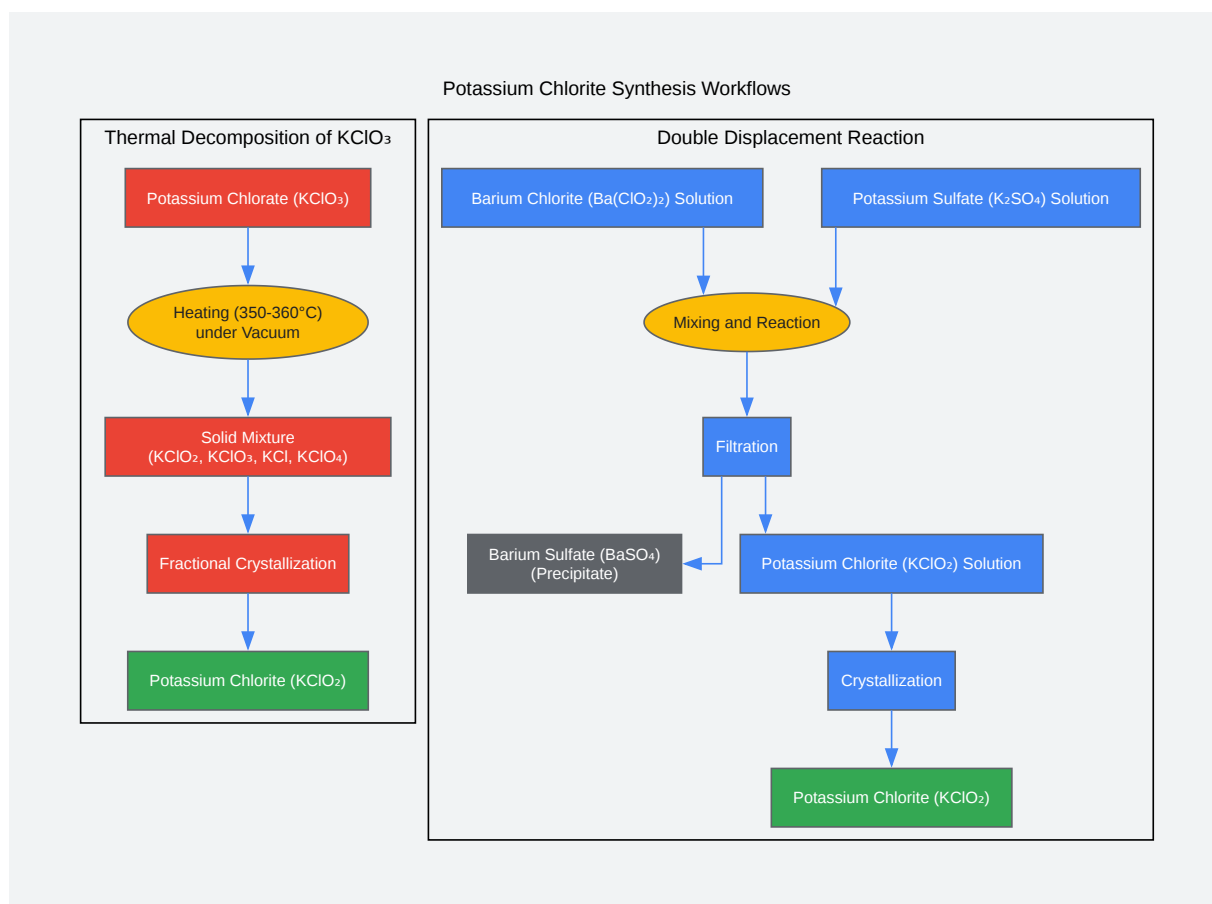 Potassium Chlorite Synthesis Workflows
Thermal Decomposition of KClO₃
Potassium Chlorate (KClO₃)
Heating (350-360°C)
under Vacuum
Solid Mixture
(KClO₂, KClO₃, KCl, KClO₄)
Fractional Crystallization
Potassium Chlorite (KClO₂)
Double Displacement Reaction
Barium Chlorite (Ba(ClO₂)₂) Solution
Potassium Sulfate (K₂SO₄) Solution
Mixing and Reaction
Filtration
Barium Sulfate (BaSO₄)
(Precipitate)
Potassium Chlorite (KClO₂) Solution
Crystallization
Potassium Chlorite (KClO₂)